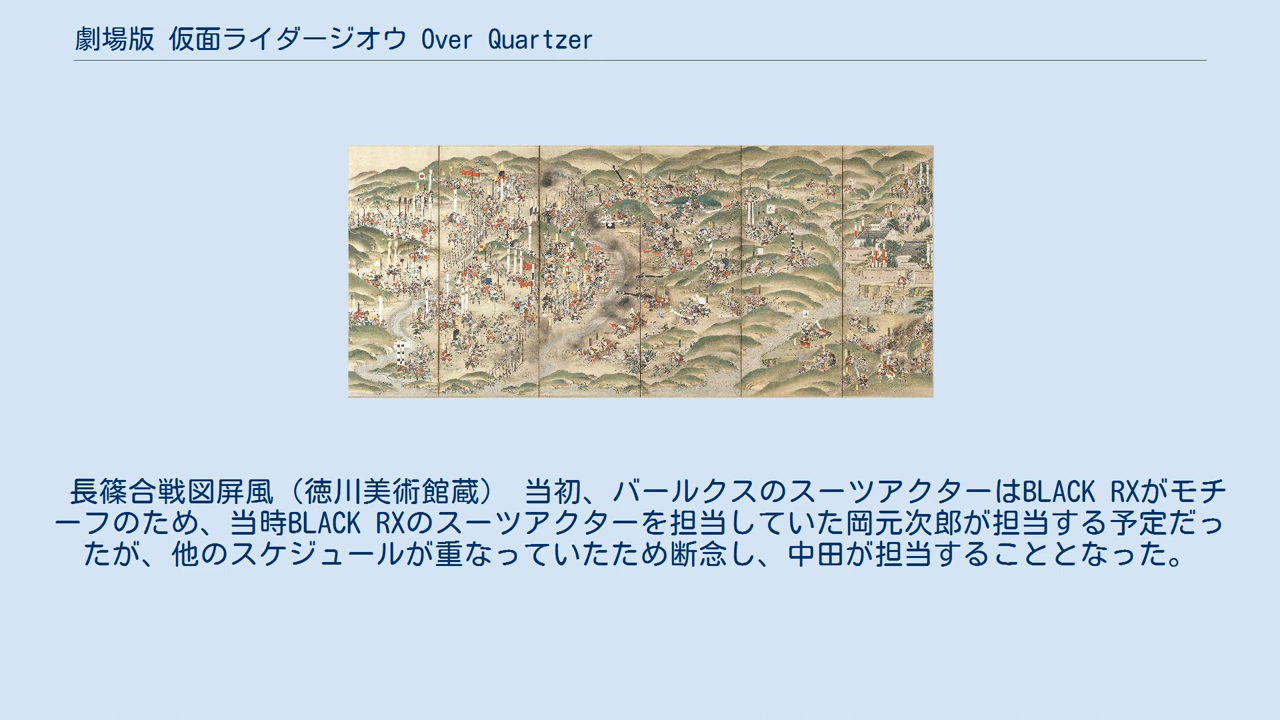 劇場版 仮面ライダージオウ Over Quartzer
長篠合戦図屏風（徳川美術館蔵） 当初、バールクスのスーツアクターはBLACK RXがモチ
ーフのため、当時BLACK RXのスーツアクターを担当していた岡元次郎が担当する予定だっ
たが、他のスケジュールが重なっていたため断念し、中田が担当することとなった。